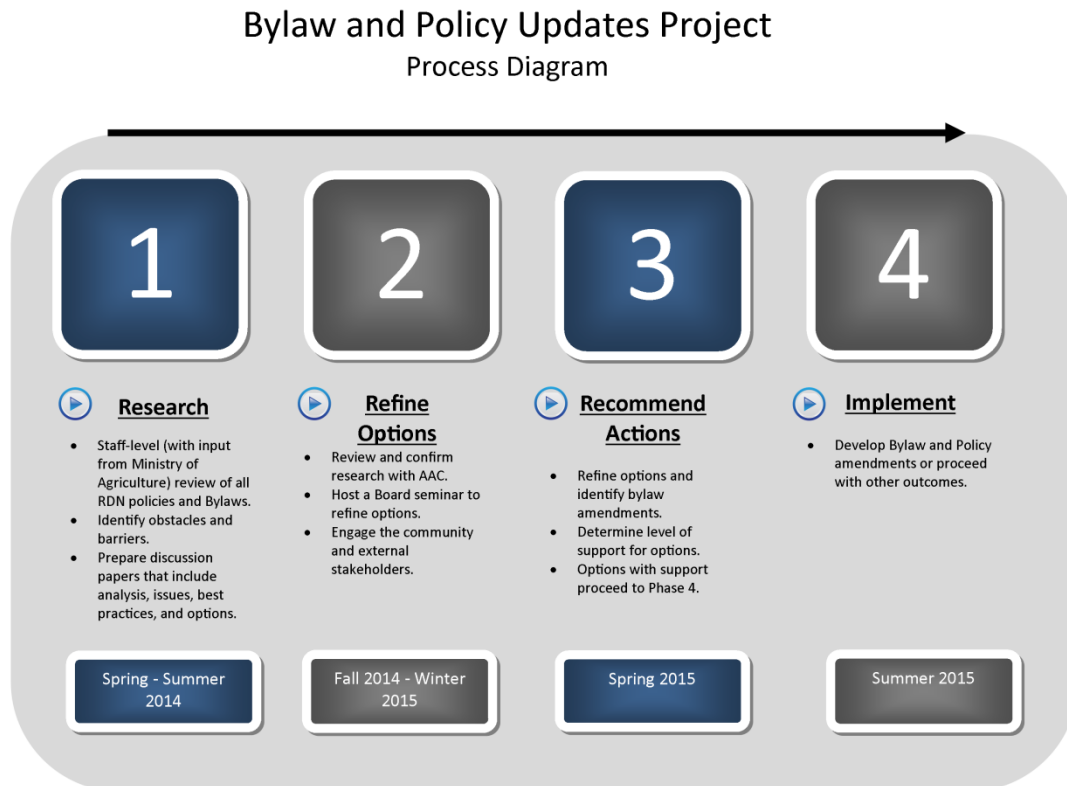 Bylaw and Policy Updates Project
Process Diagram
1
2
3
4
Research
• Staff-level (with input
from Ministry of
Agriculture) review of all
RDN policies and Bylaws.
• Identify obstacles and
barriers.
• Prepare discussion
papers that include
analysis, issues, best
practices, and options.
Refine
Options
• Review and confirm
research with AAC.
• Host a Board seminar to
refine options.
• Engage the community
and external
stakeholders.
Recommend
Actions
• Refine options and
identify bylaw
amendments.
• Determine level of
support for options.
• Options with support
proceed to Phase 4.
Implement
• Develop Bylaw and Policy
amendments or proceed
with other outcomes.
Spring - Summer
2014
Fall 2014 - Winter
2015
Spring 2015
Summer 2015